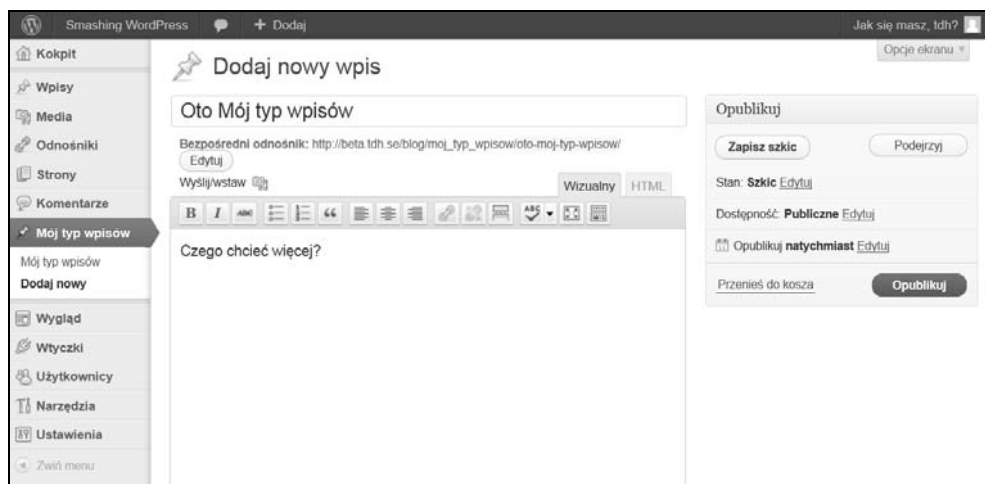 Smashing WordPress + Dodaj Jak się masz, tdh?
Opcje ekranu
Kokpit
Wpisy
Media
Odnośniki
Strony
Komentarze
Mój typ wpisów
Mój typ wpisów
Dodaj nowy
Wygląd
Wtyczki
Użytkownicy
Narzędzia
Ustawienia
Zwiń menu
Dodaj nowy wpis
Oto Mój typ wpisów
Bezpośredni odnośnik: http://beta.tdh.se/blog/moj_typ_wpisow/oto-moj-typ-wpisow/
Edytuj
Wyślij/wstaw
Wizualny HTML
B I ABC ABC
Czego chcieć więcej?
Opublikuj
Zapisz szkic Podejrzyj
Stan: Szkic Edytuj
Dostępność: Publiczne Edytuj
Opublikuj natychmiast Edytuj
Przenieś do kosza Opublikuj